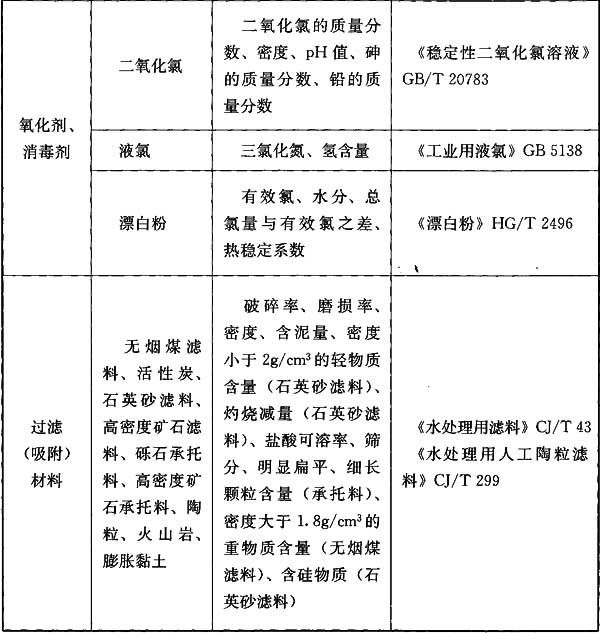 氧化剂、
消毒剂
二氧化氯
二氧化氯的质量分
数、密度、pH值、砷
的质量分数、铅的质
量分数
《稳定性二氧化氯溶液》
GB/T 20783
液氯
三氯化氮、氢含量
《工业用液氯》GB 5138
漂白粉
有效氯、水分、总
氯量与有效氯之差、
热稳定系数
《漂白粉》HG/T 2496
过滤
（吸附）
材料
无烟煤滤
料、活性炭、
石英砂滤料、
高密度矿石滤
料、砾石承托
料、高密度矿
石承托料、陶
粒、火山岩、
膨胀黏土
破碎率、磨损率、
密度、含泥量、密度
小于2g/cm³的轻物质
含量（石英砂滤料）、
灼烧减量（石英砂滤
料）、盐酸可溶率、筛
分、明显扁平、细长
颗粒含量（承托料）、
密度大于1.8g/cm³的
重物质含量（无烟煤
滤料）、含硅物质（石
英砂滤料）
《水处理用滤料》CJ/T 43
《水处理用人工陶粒滤
料》CJ/T 299